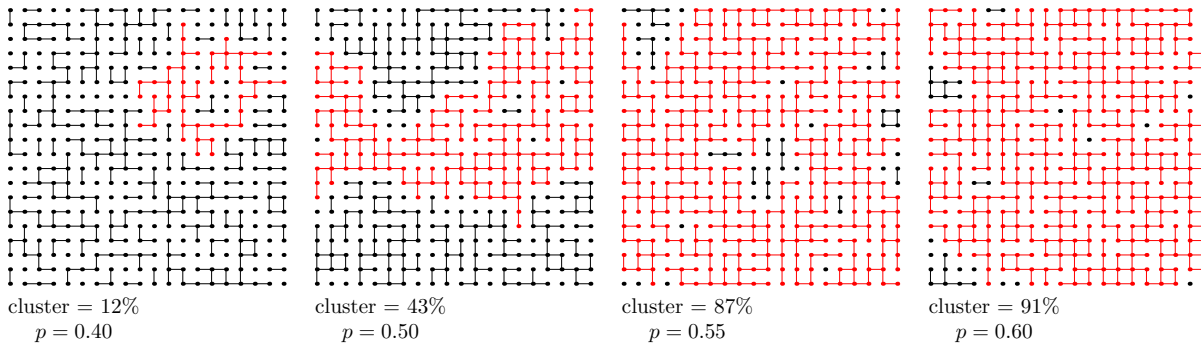 cluster = 12%
p = 0.40
cluster = 43%
p = 0.50
cluster = 87%
p = 0.55
cluster = 91%
p = 0.60